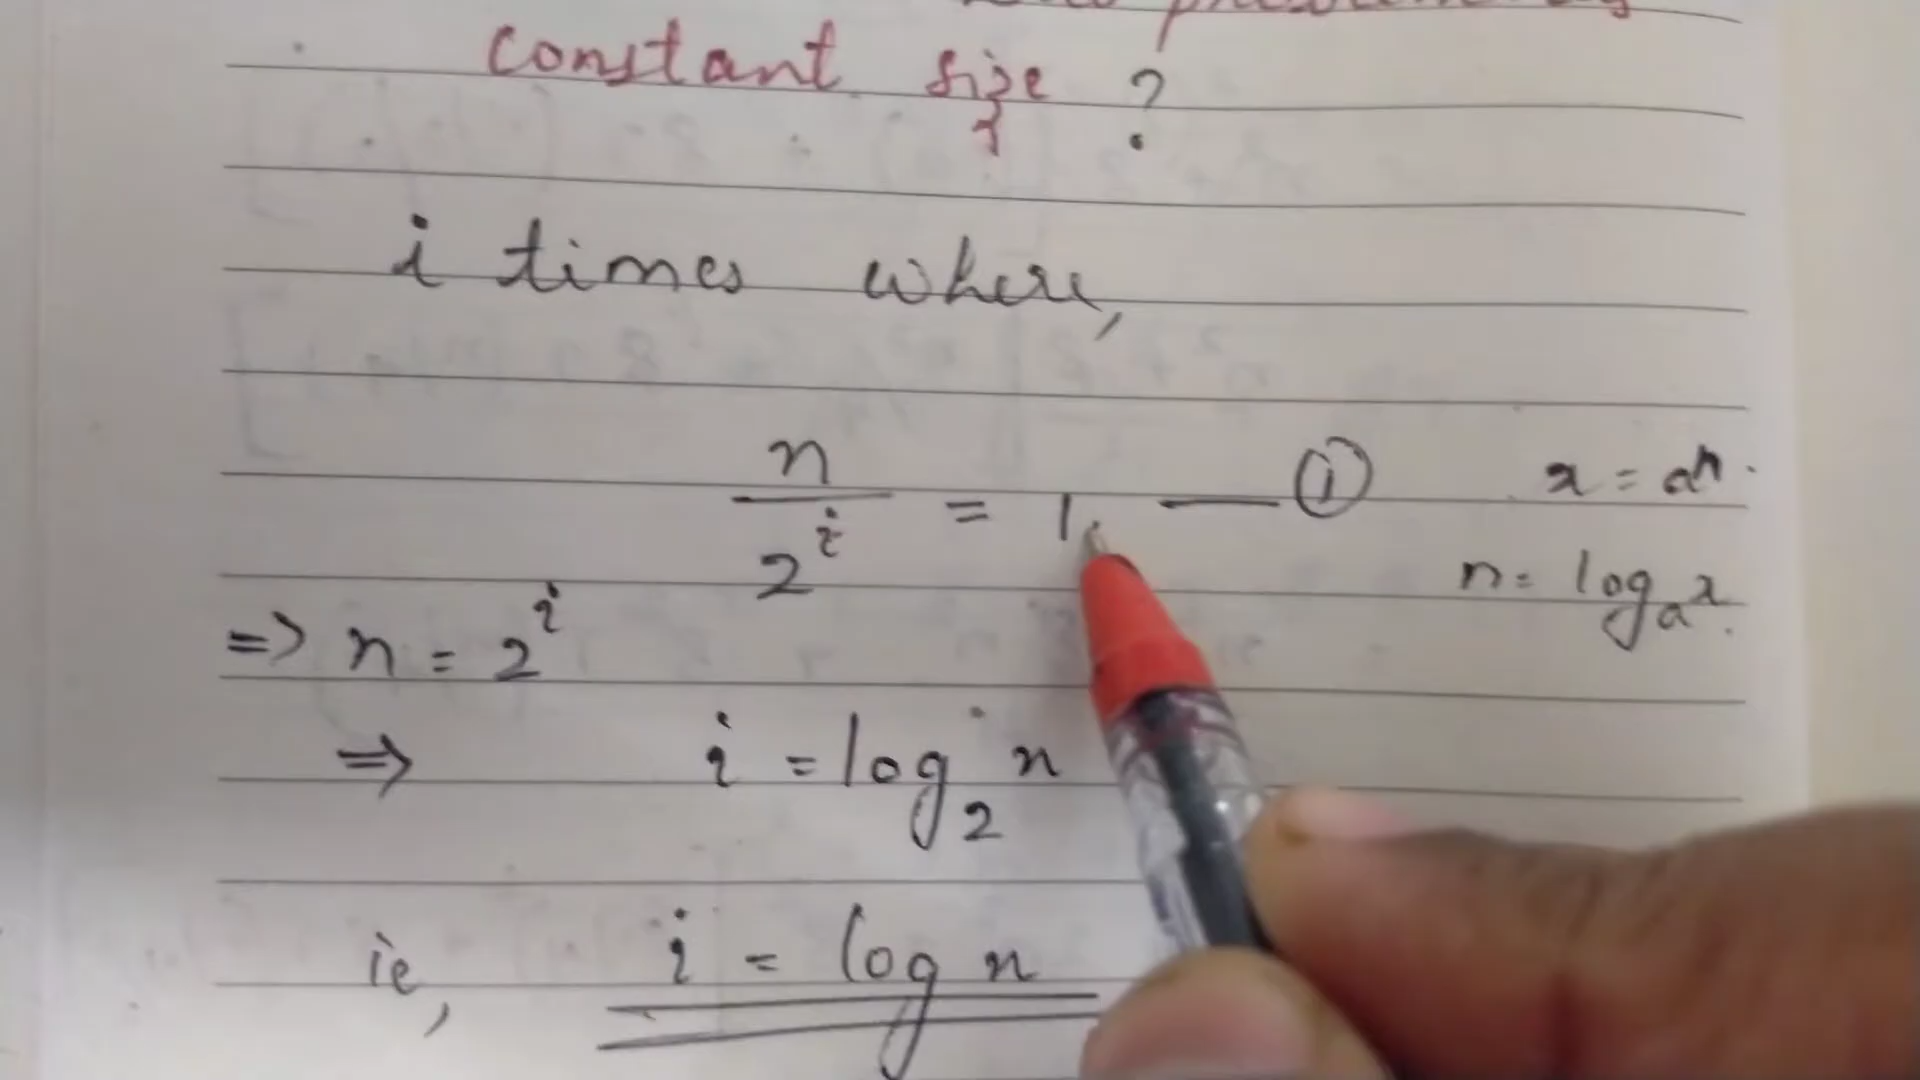 constant size ?
i times where,
n/2^i = 1 — ①
x = a^n.
n = log_a x.
=> n = 2^i
=> i = log_2 n
ie, i = log n